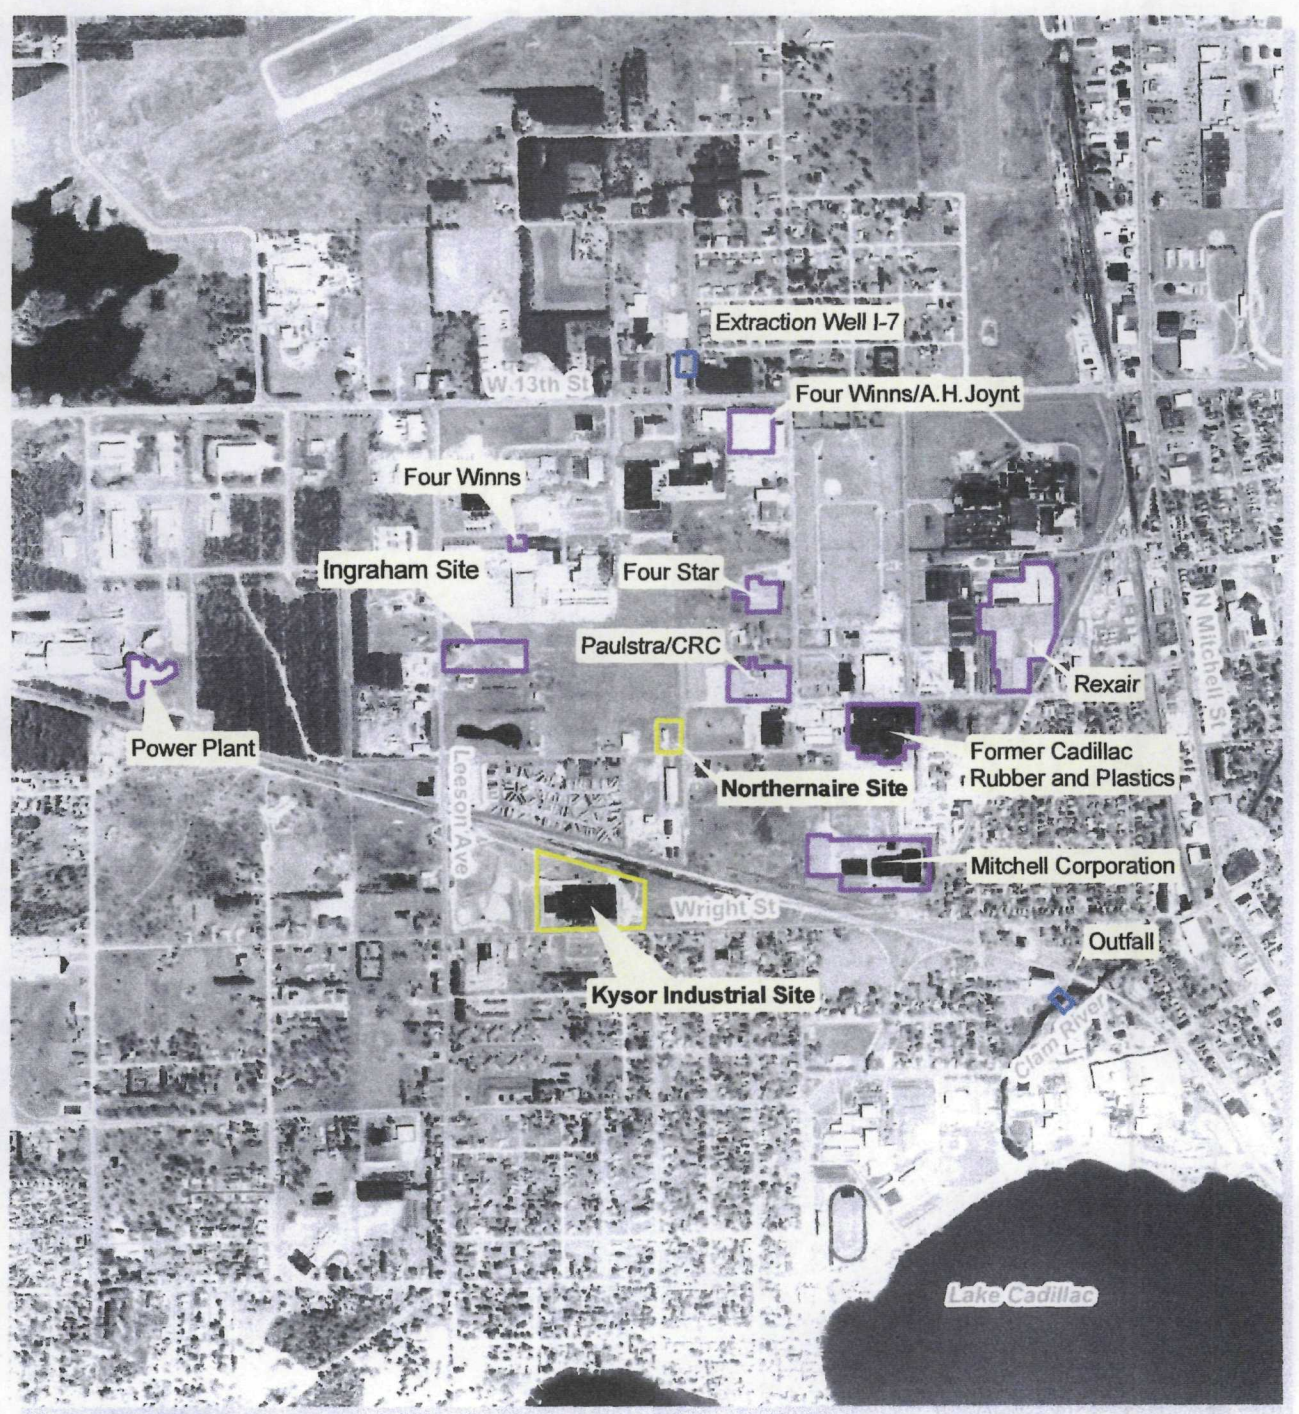 Extraction Well I-7
W 13th St
Four Winns/A.H.Joynt
Four Winns
Ingraham Site
Four Star
Paulstra/CRC
Rexair
N Mitchell St
Power Plant
Former Cadillac
Rubber and Plastics
Northernaire Site
Leeson Ave
Mitchell Corporation
Wright St
Outfall
Kysor Industrial Site
Clam River
Lake Cadillac